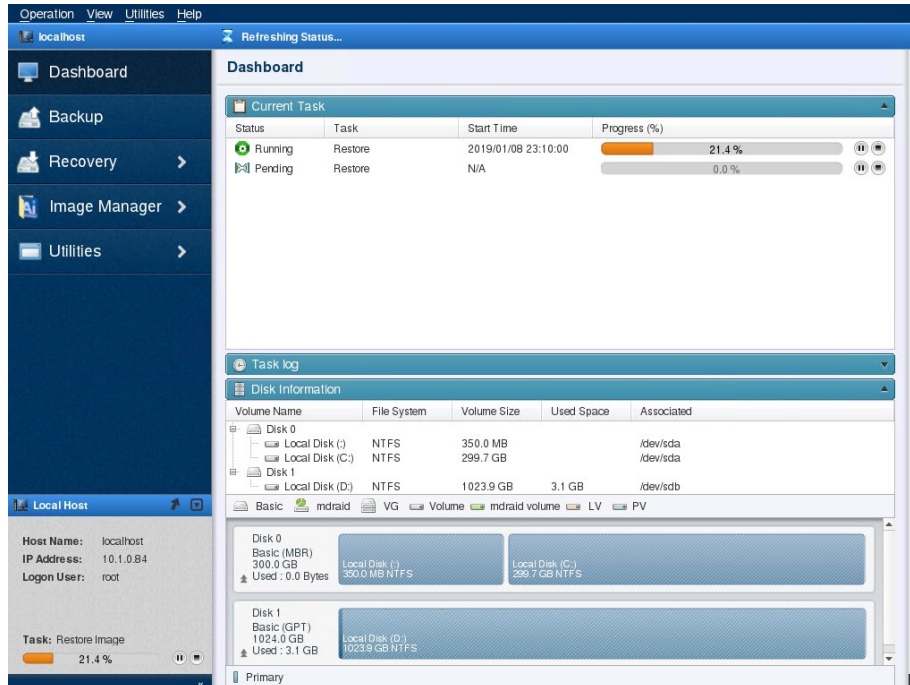 Operation View Utilities Help
localhost
Refreshing Status...
Dashboard
Backup
Recovery
Image Manager
Utilities
Dashboard
Current Task
Status Task Start Time Progress (%)
Running Restore 2019/01/08 23:10:00 21.4 %
Pending Restore N/A 0.0 %
Task log
Disk Information
Volume Name File System Volume Size Used Space Associated
Disk 0
Local Disk (:) NTFS 350.0 MB /dev/sda
Local Disk (C:) NTFS 299.7 GB /dev/sda
Disk 1
Local Disk (D:) NTFS 1023.9 GB 3.1 GB /dev/sdb
Basic mdraid VG Volume mdraid volume LV PV
Disk 0
Basic (MBR)
300.0 GB
Used : 0.0 Bytes
Local Disk (:)
350.0 MB NTFS
Local Disk (C:)
299.7 GB NTFS
Disk 1
Basic (GPT)
1024.0 GB
Used : 3.1 GB
Local Disk (D:)
1023.9 GB NTFS
Primary
Local Host
Host Name: localhost
IP Address: 10.1.0.84
Logon User: root
Task: Restore Image
21.4 %